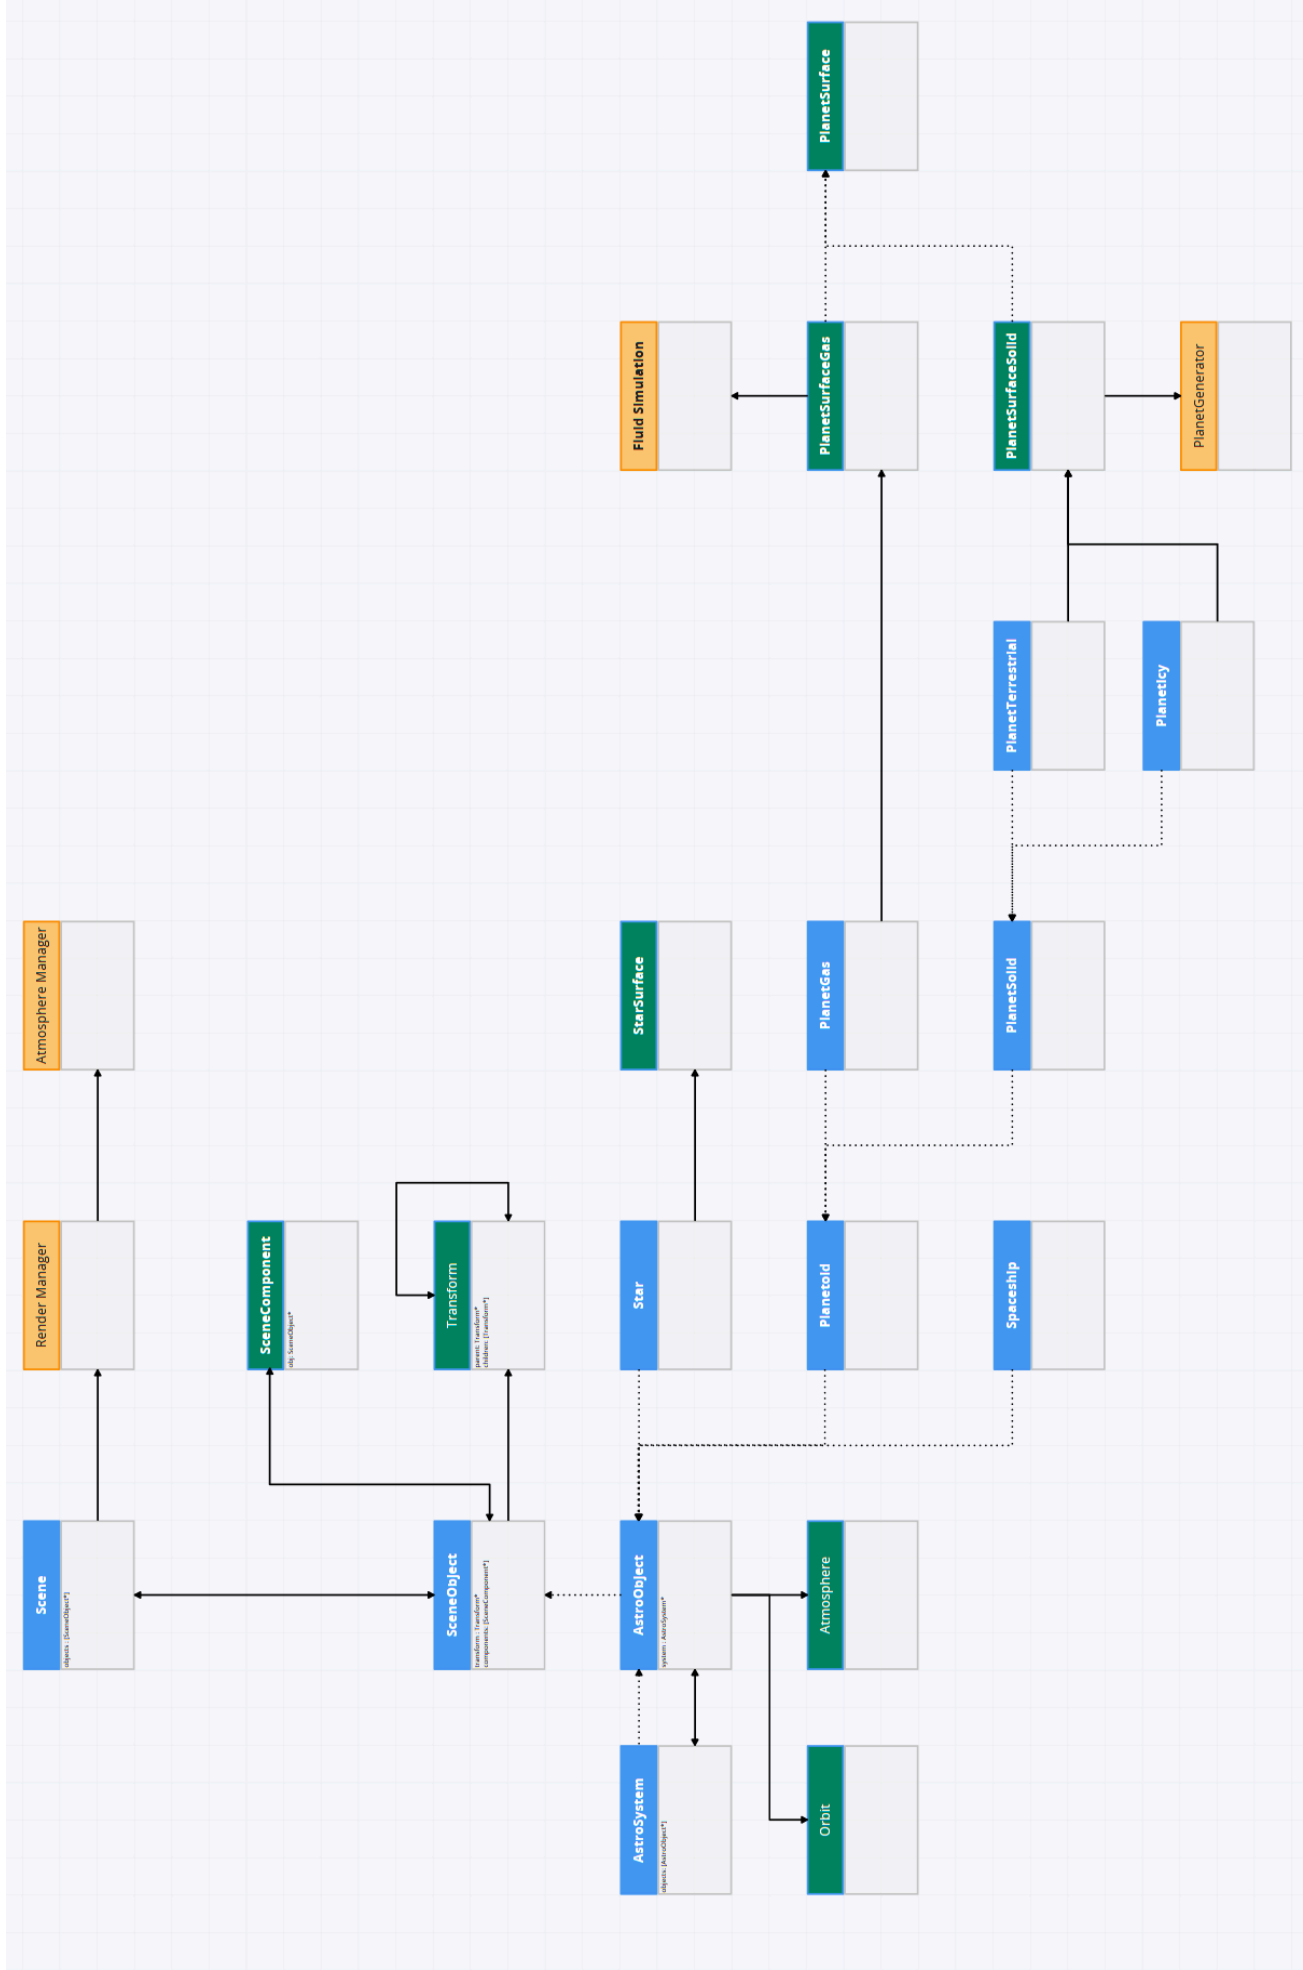 Scene
objects : [SceneObject*]
Render Manager
Atmosphere Manager
SceneComponent
obj: SceneObject*
SceneObject
transform : Transform*
components: [SceneComponent*]
Transform
parent: Transform*
children: [Transform*]
AstroSystem
objects: [AstroObject*]
AstroObject
system : AstroSystem*
Star
StarSurface
Fluid Simulation
Orbit
Atmosphere
Planetoid
PlanetGas
PlanetSurfaceGas
PlanetSurface
Spaceship
PlanetSolid
PlanetTerrestrial
PlanetSurfaceSolid
PlanetIcy
PlanetGenerator